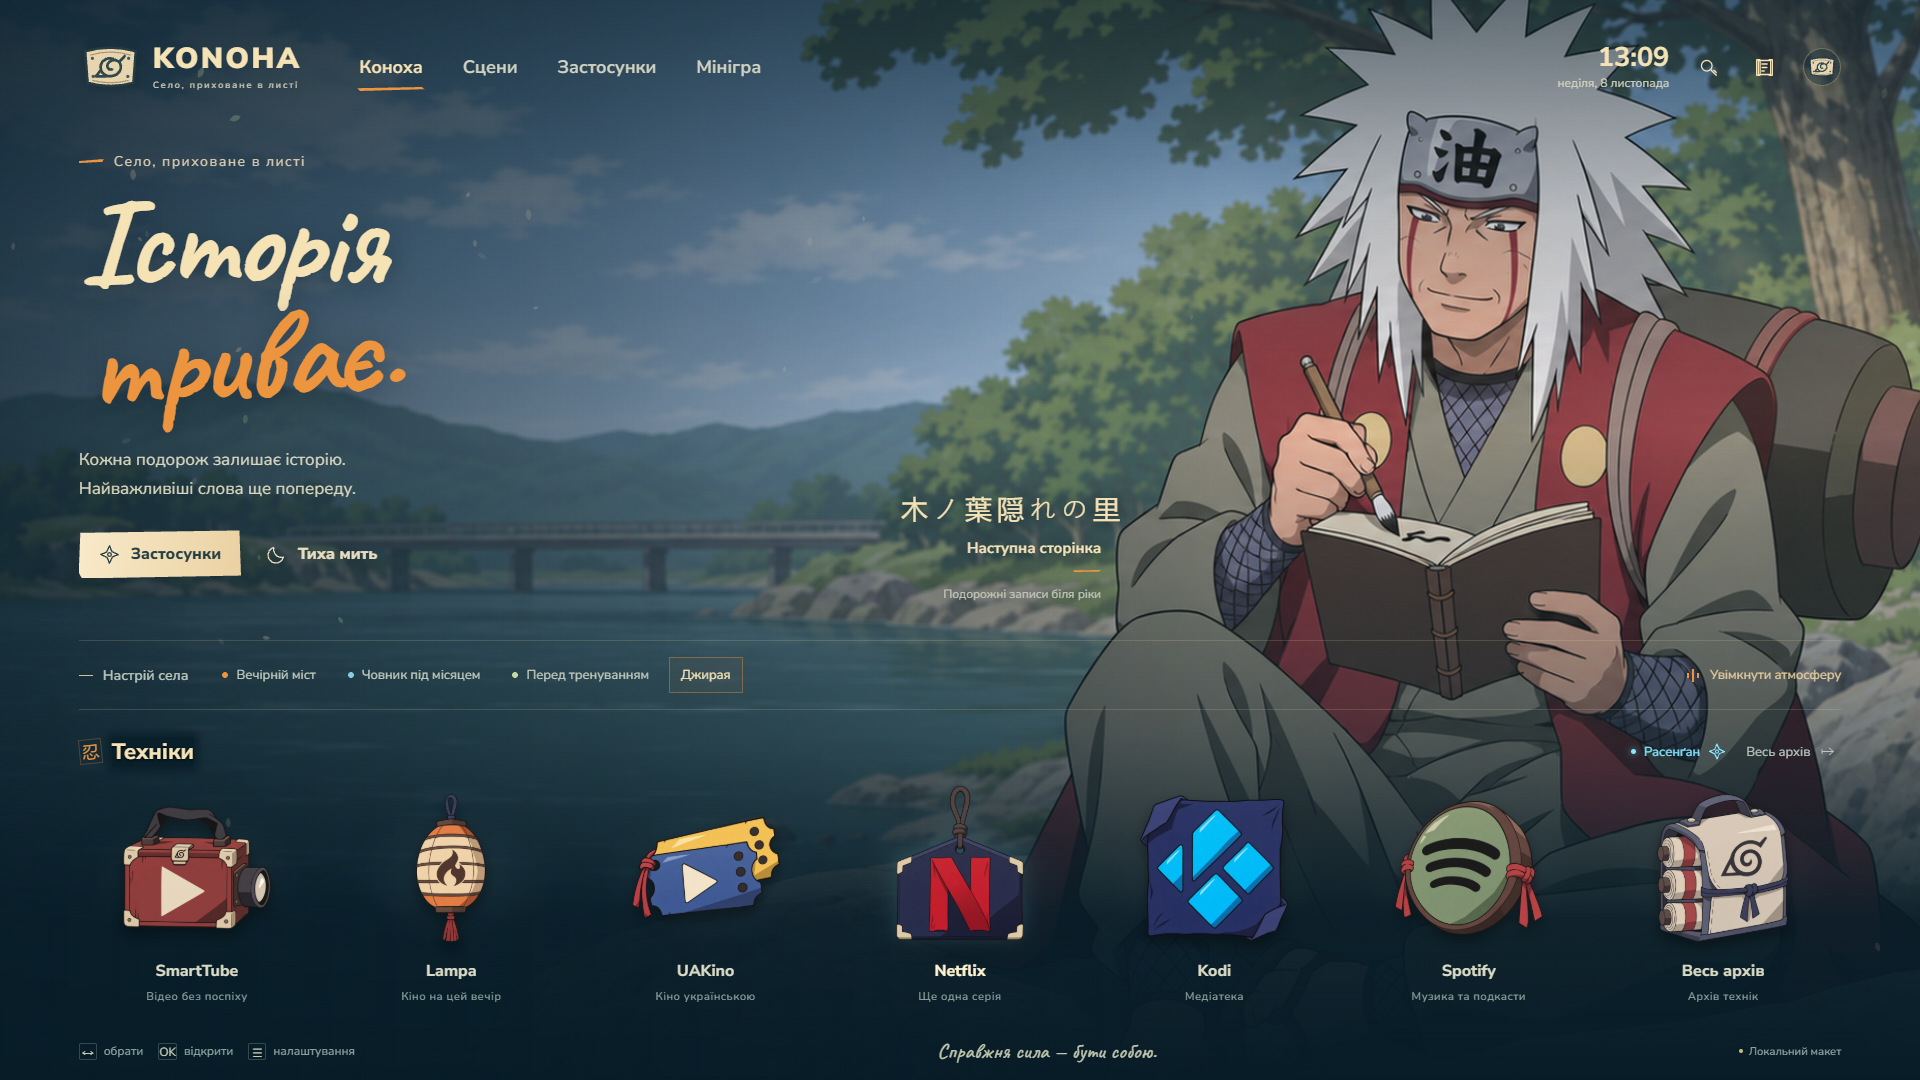 KONOHA
Село, приховане в листі
Коноха
Сцени
Застосунки
Мінігра
13:09
неділя, 8 листопада
油
Село, приховане в листі
Історія
триває.
Кожна подорож залишає історію.
Найважливіші слова ще попереду.
Застосунки
Тиха мить
木ノ葉隠れの里
Наступна сторінка
Подорожні записи біля ріки
Настрій села
Вечірній міст
Човник під місяцем
Перед тренуванням
Джирая
Увімкнути атмосферу
忍 Техніки
Расенґан
Весь архів
N
SmartTube
Відео без поспіху
Lampa
Кіно на цей вечір
UAKino
Кіно українською
Netflix
Ще одна серія
Kodi
Медіатека
Spotify
Музика та подкасти
Весь архів
Архів технік
обрати
OK відкрити
налаштування
Справжня сила — бути собою.
Локальний макет